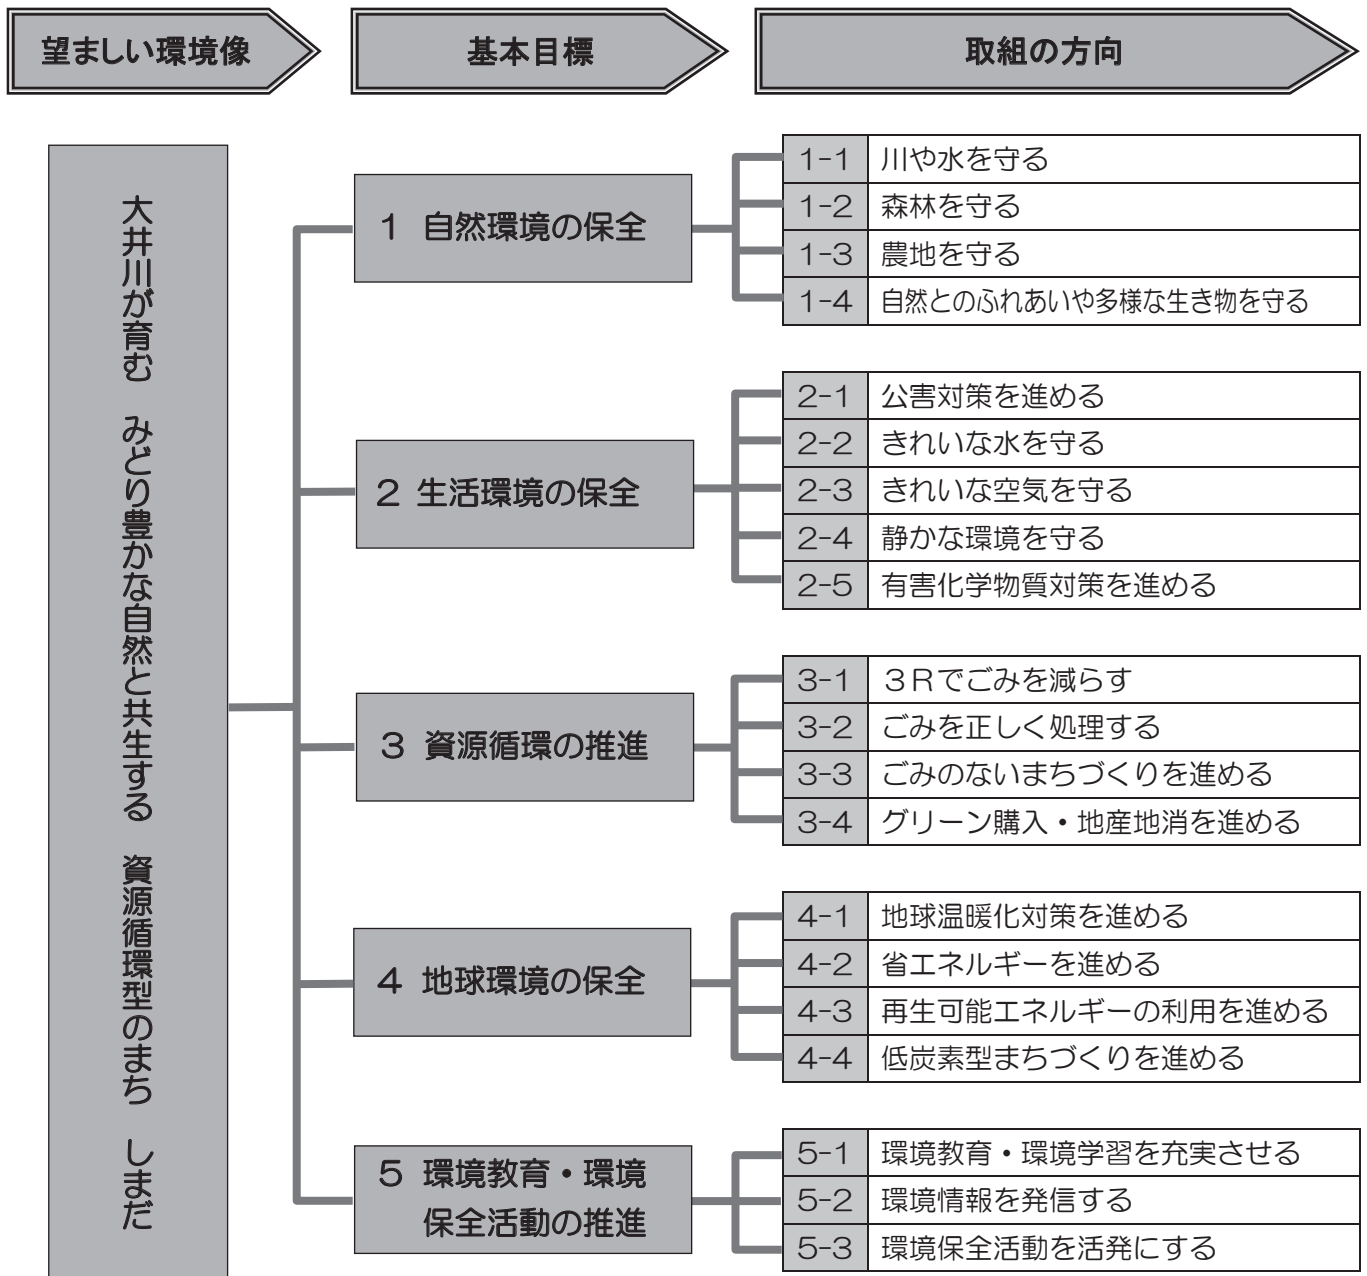 望ましい環境像
基本目標
取組の方向
大井川が育む　みどり豊かな自然と共生する　資源循環型のまち　しまだ
1 自然環境の保全
1-1 川や水を守る
1-2 森林を守る
1-3 農地を守る
1-4 自然とのふれあいや多様な生き物を守る
2 生活環境の保全
2-1 公害対策を進める
2-2 きれいな水を守る
2-3 きれいな空気を守る
2-4 静かな環境を守る
2-5 有害化学物質対策を進める
3 資源循環の推進
3-1 3Rでごみを減らす
3-2 ごみを正しく処理する
3-3 ごみのないまちづくりを進める
3-4 グリーン購入・地産地消を進める
4 地球環境の保全
4-1 地球温暖化対策を進める
4-2 省エネルギーを進める
4-3 再生可能エネルギーの利用を進める
4-4 低炭素型まちづくりを進める
5 環境教育・環境
保全活動の推進
5-1 環境教育・環境学習を充実させる
5-2 環境情報を発信する
5-3 環境保全活動を活発にする